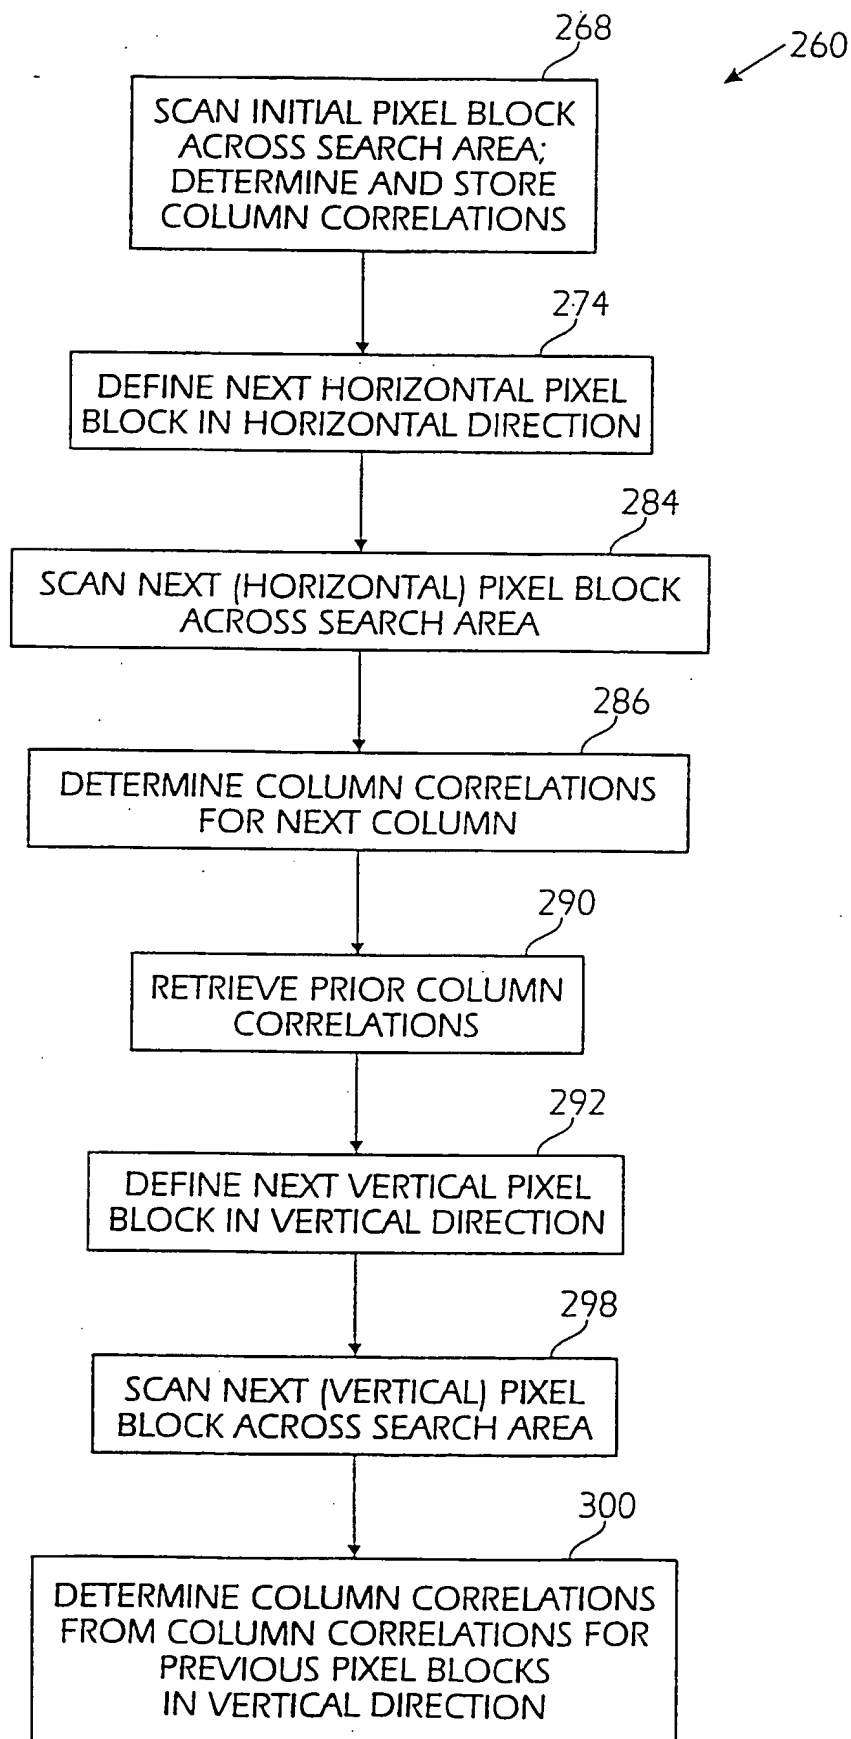 268
260
SCAN INITIAL PIXEL BLOCK
ACROSS SEARCH AREA;
DETERMINE AND STORE
COLUMN CORRELATIONS
274
DEFINE NEXT HORIZONTAL PIXEL
BLOCK IN HORIZONTAL DIRECTION
284
SCAN NEXT (HORIZONTAL) PIXEL BLOCK
ACROSS SEARCH AREA
286
DETERMINE COLUMN CORRELATIONS
FOR NEXT COLUMN
290
RETRIEVE PRIOR COLUMN
CORRELATIONS
292
DEFINE NEXT VERTICAL PIXEL
BLOCK IN VERTICAL DIRECTION
298
SCAN NEXT (VERTICAL) PIXEL
BLOCK ACROSS SEARCH AREA
300
DETERMINE COLUMN CORRELATIONS
FROM COLUMN CORRELATIONS FOR
PREVIOUS PIXEL BLOCKS
IN VERTICAL DIRECTION